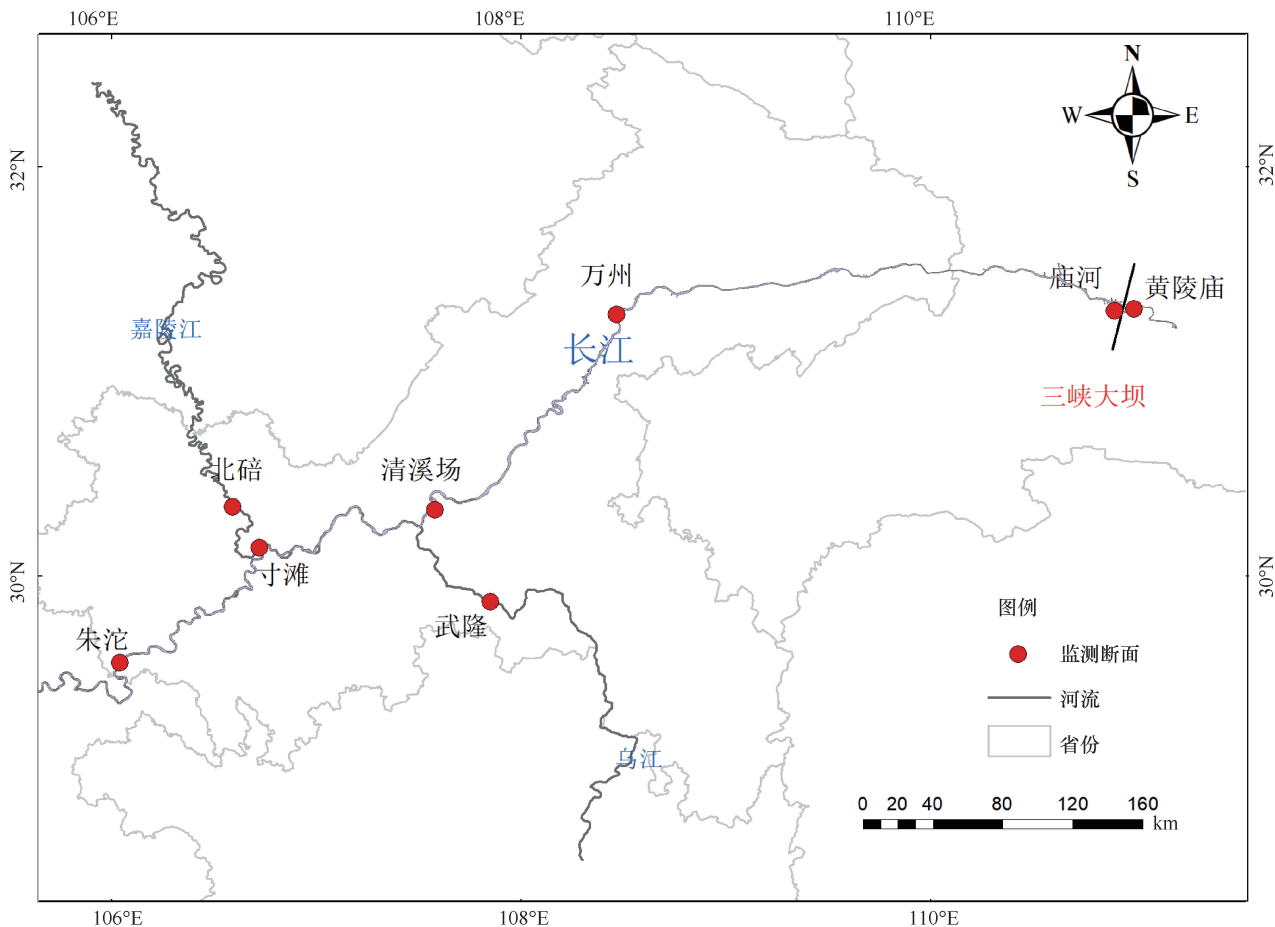 106°E
108°E
110°E
N
W
E
S
32°N
32°N
万州
庙河
黄陵庙
嘉陵江
长江
三峡大坝
北碚
清溪场
寸滩
30°N
30°N
图例
武隆
朱沱
监测断面
河流
乌江
省份
0 20 40 80 120 160
km
106°E
108°E
110°E